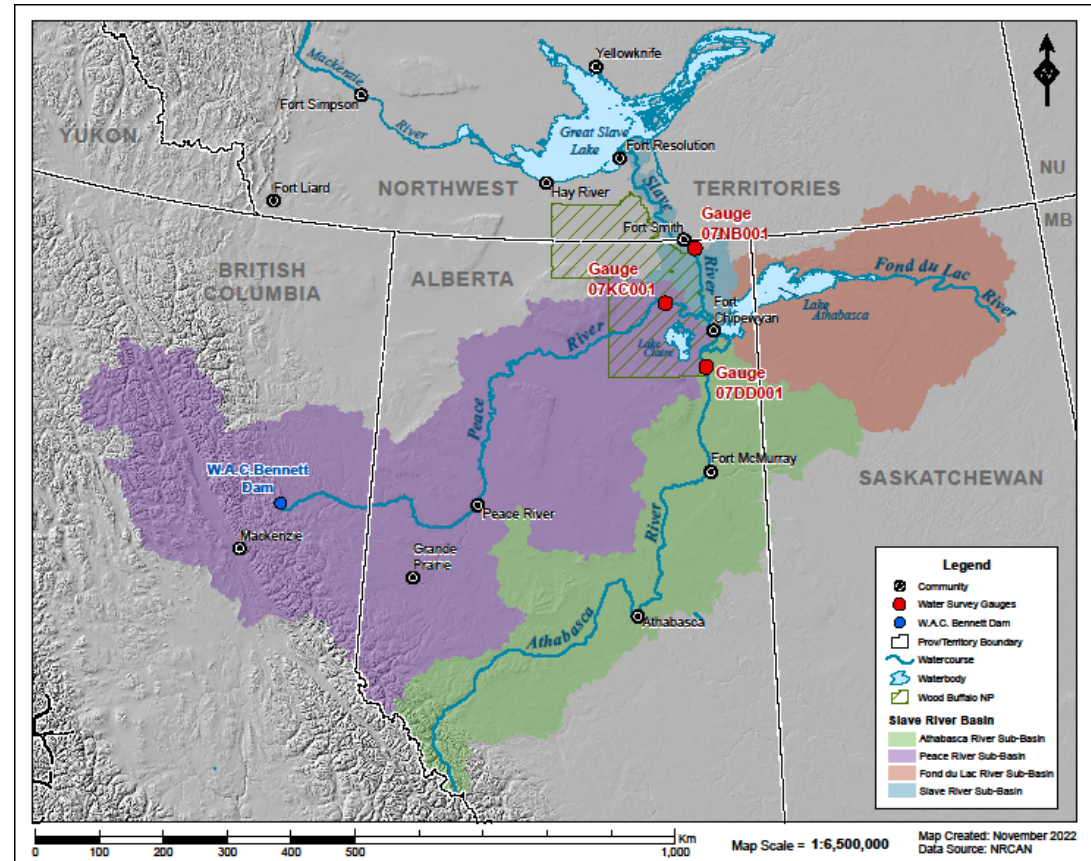 Yellowknife
Mackenzie
Fort Simpson
River
Great Slave
Lake
Fort Resolution
YUKON
Slave
Fort Liard
NORTHWEST
Hay River
TERRITORIES
NU
MB
Fort Smith
Gauge
07NB001
BRITISH
COLUMBIA
ALBERTA
Gauge
07KC001
River
Fond du Lac
River
Fort
Chipewyan
Lake
Athabasca
River
Lake
Claire
Gauge
07DD001
Peace
W.A.C. Bennett
Dam
Fort McMurray
SASKATCHEWAN
Peace River
Mackenzie
River
Grande
Prairie
Athabasca
Athabasca
Legend
Community
Water Survey Gauges
W.A.C. Bennett Dam
Prov/Territory Boundary
Watercourse
Waterbody
Wood Buffalo NP
Slave River Basin
Athabasca River Sub-Basin
Peace River Sub-Basin
Fond du Lac River Sub-Basin
Slave River Sub-Basin
0 100 200 300 400 500 1,000 Km
Map Scale = 1:6,500,000
Map Created: November 2022
Data Source: NRCAN